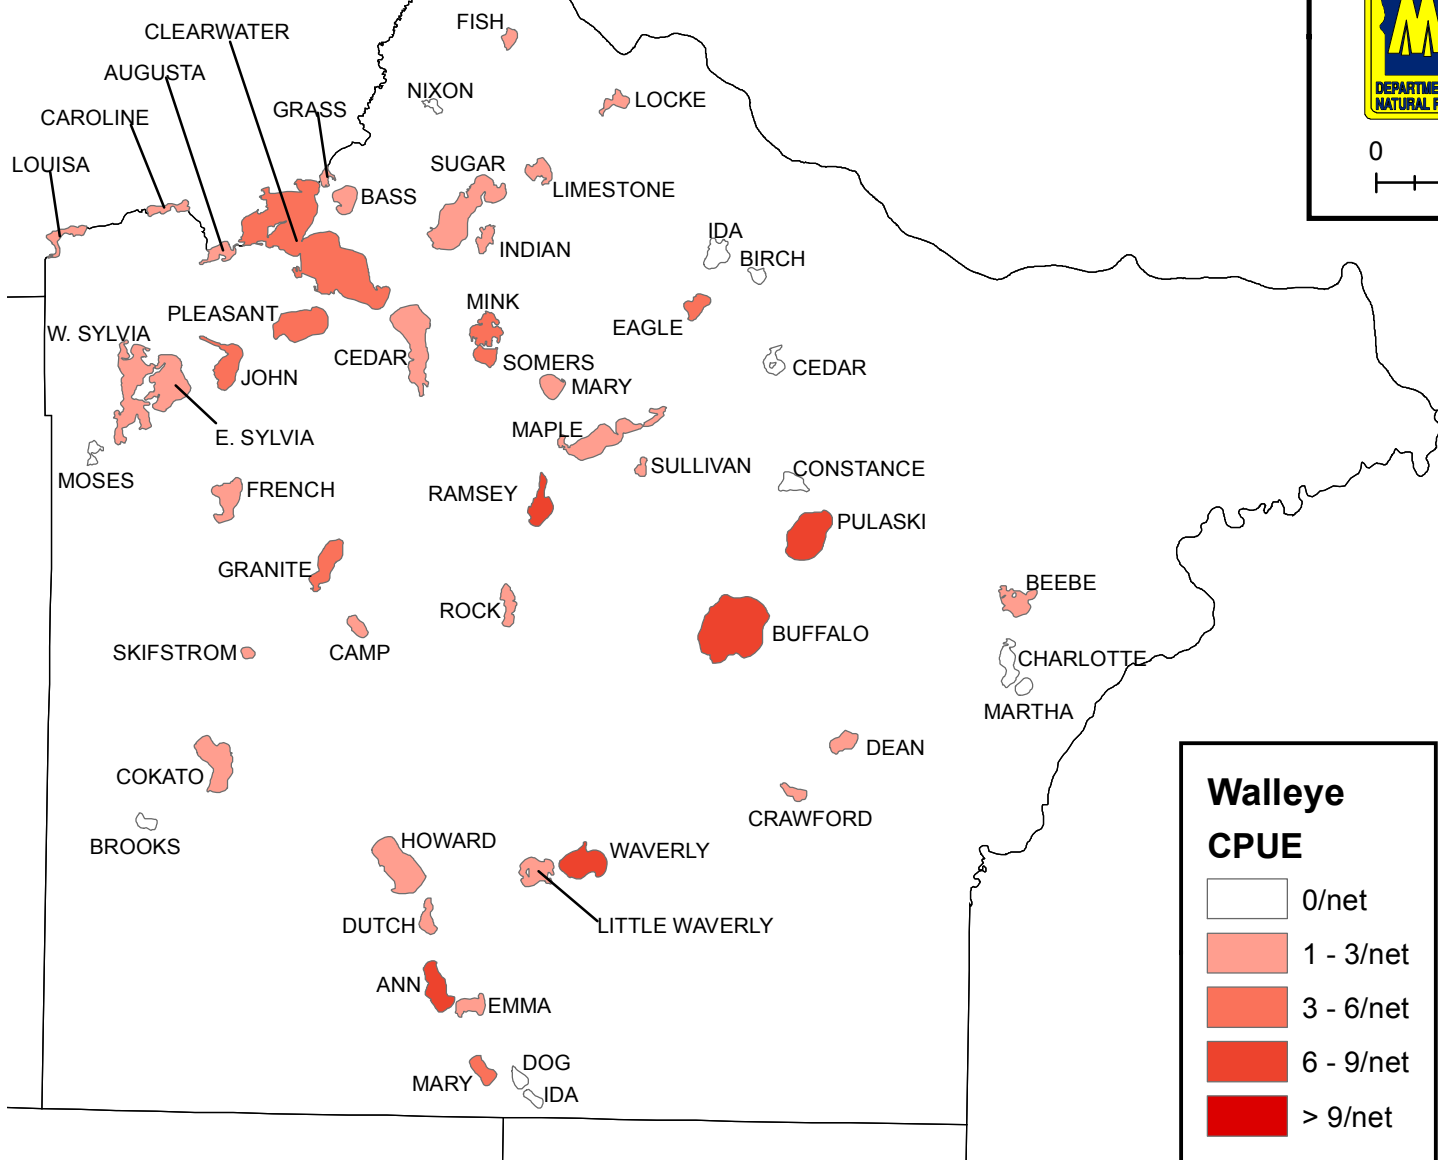 FISH
CLEARWATER
AUGUSTA
NIXON
LOCKE
CAROLINE
GRASS
LOUISA
SUGAR
BASS
LIMESTONE
INDIAN
IDA
BIRCH
PLEASANT
MINK
EAGLE
W. SYLVIA
CEDAR
SOMERS
CEDAR
JOHN
MARY
E. SYLVIA
MAPLE
MOSES
SULLIVAN
CONSTANCE
FRENCH
RAMSEY
PULASKI
GRANITE
BEEBE
ROCK
BUFFALO
SKIFSTROM
CAMP
CHARLOTTE
MARTHA
DEAN
COKATO
CRAWFORD
BROOKS
HOWARD
WAVERLY
DUTCH
LITTLE WAVERLY
ANN
EMMA
DOG
MARY
IDA
DEPARTME
NATURAL R
0
Walleye
CPUE
0/net
1 - 3/net
3 - 6/net
6 - 9/net
> 9/net